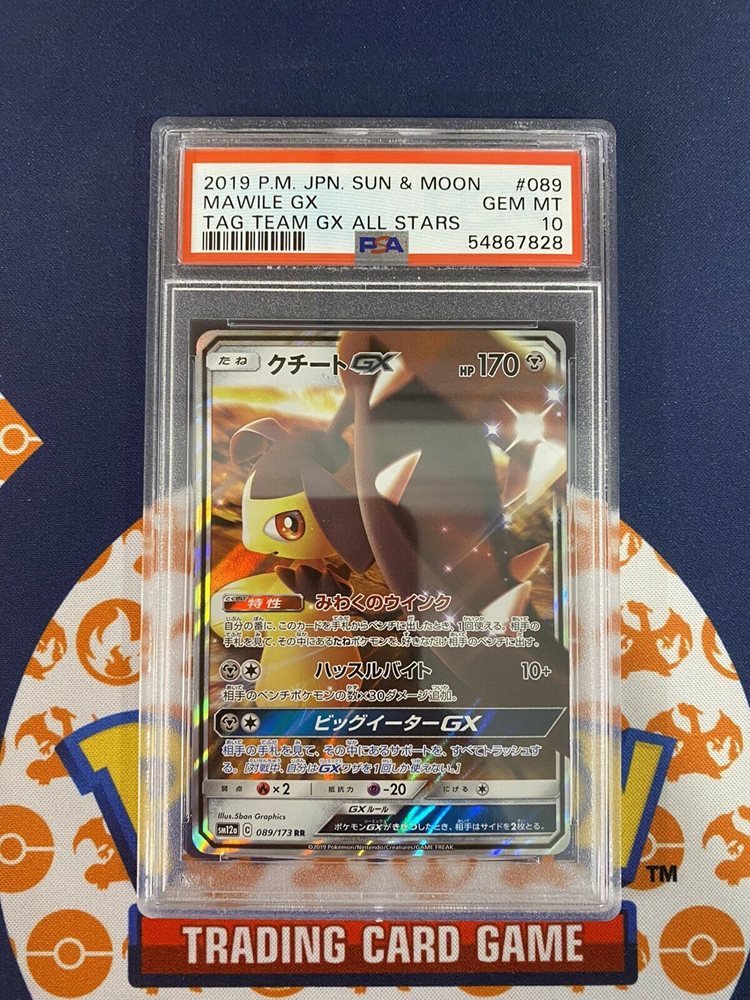 2019 P.M. JPN. SUN & MOON #089
MAWILE GX GEM MT
TAG TEAM GX ALL STARS 10
PSA 54867828
たね クチートGX HP 170
特性 みわくのウインク
自分の番に、このカードを手札からベンチに出したとき、1回使える。相手の
手札を見て、その中にあるたねポケモンを、好きなだけ相手のベンチに出す。
ハッスルバイト 10+
相手のベンチポケモンの数×30ダメージ追加。
ビッグイーターGX
相手の手札を見て、その中にあるサポートを、すべてトラッシュす
る。[対戦中、自分はGXワザを1回しか使えない。]
弱点 ×2 抵抗力 -20 にげる
Illus.5ban Graphics
GXルール
sm12a C 089/173 RR
ポケモンGXがきぜつしたとき、相手はサイドを2枚とる。
©2019 Pokémon/Nintendo/Creatures/GAME FREAK.
TM
TRADING CARD GAME